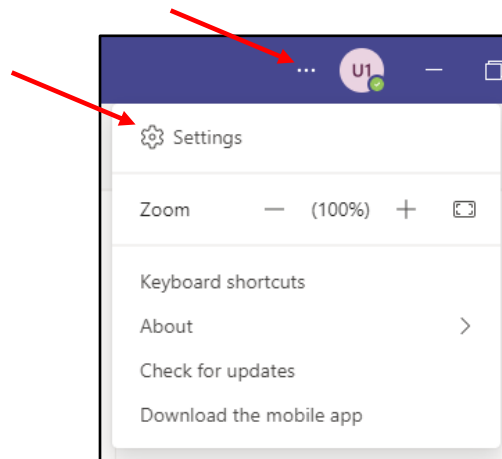 ... U1
Settings
Zoom — (100%) +
Keyboard shortcuts
About
Check for updates
Download the mobile app